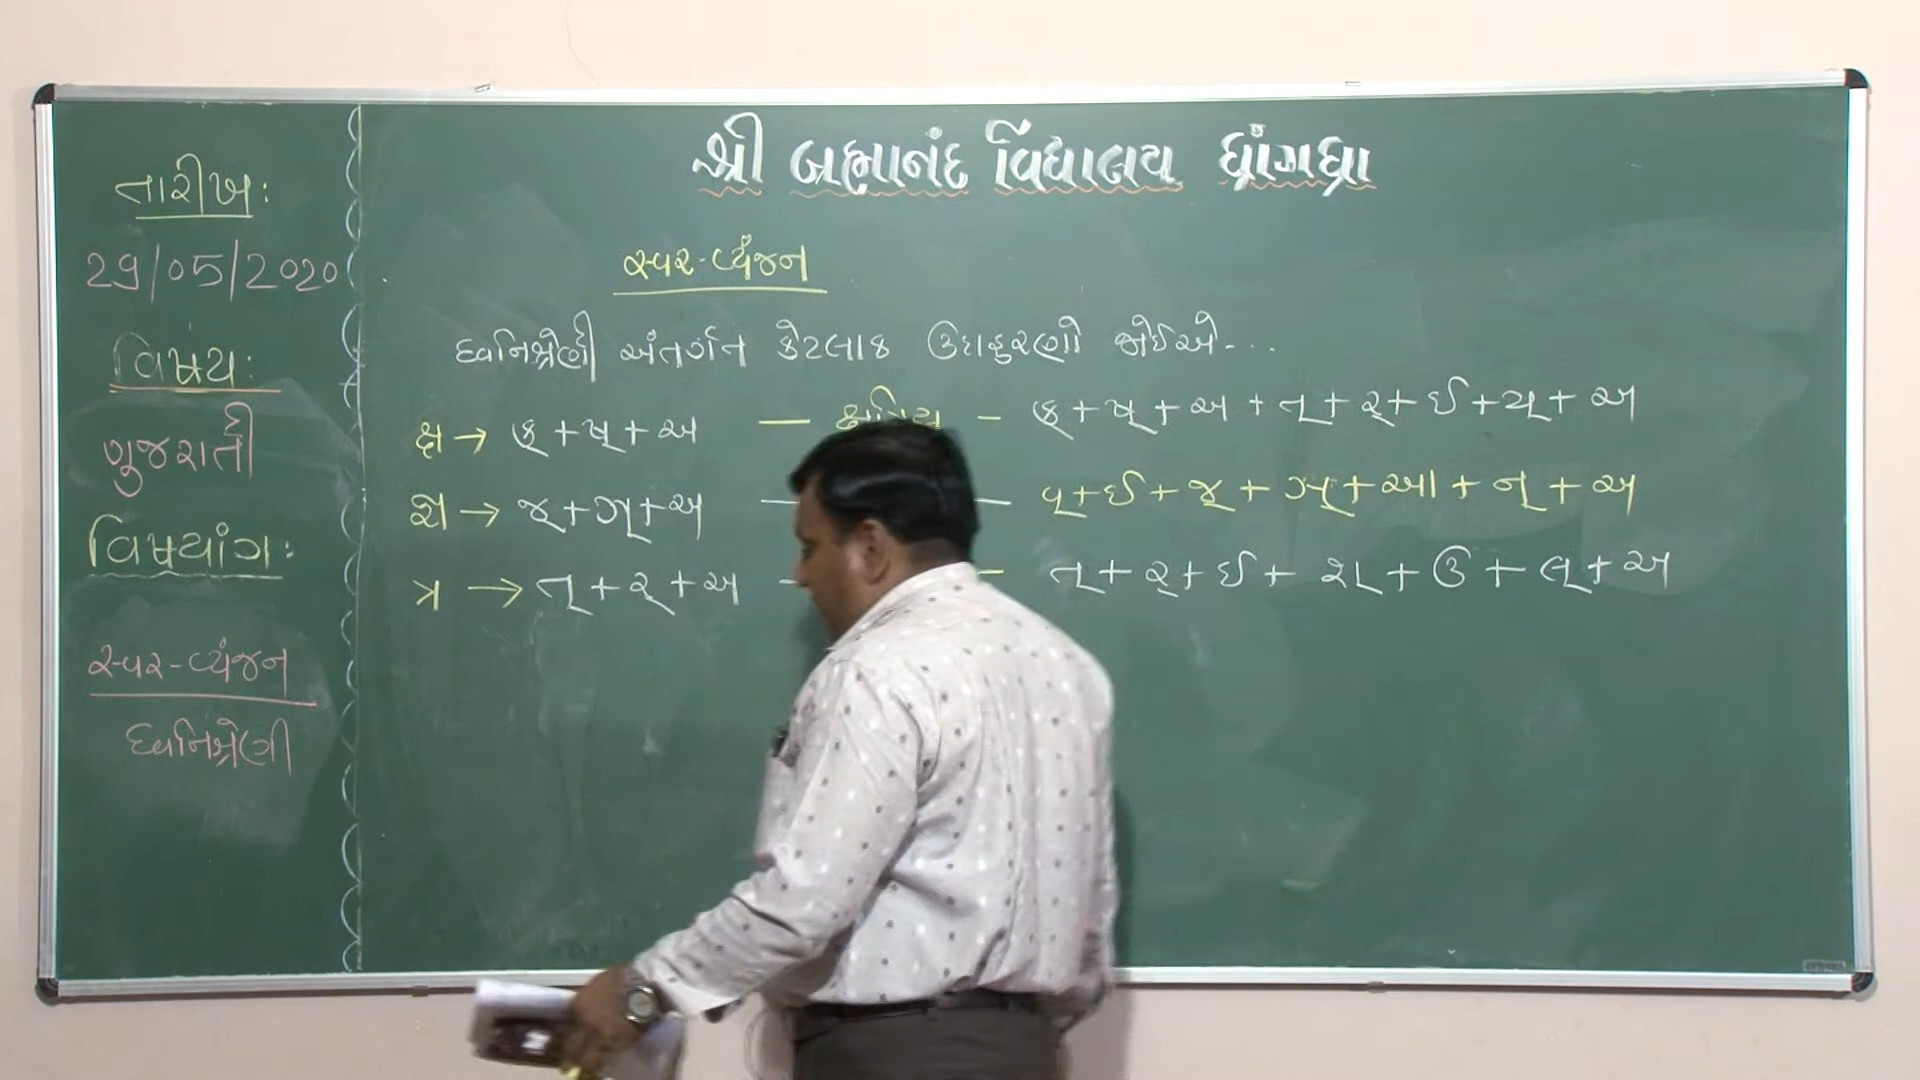 શ્રી બ્રહ્માનંદ વિદ્યાલય ધ્રાંગધ્રા
તારીખ:
29/05/2020
વિષય:
ગુજરાતી
વિષયાંગ:
સ્વર-વ્યંજન
ધ્વનિશ્રેણી
સ્વર-વ્યંજન
ધ્વનિશ્રેણી અંતર્ગત કેટલાક ઉદાહરણો જોઈએ...
ક્ષ → ક્ + ષ્ + અ — ક્ષત્રિય - ક્ + ષ્ + અ + ત્ + ર્ + ઈ + ય્ + અ
જ્ઞ → જ્ + ઞ્ + અ — — વ્ + ઈ + જ્ + ઞ્ + આ + ન્ + અ
ત્ર → ત્ + ર્ + અ - - ત્ + ર્ + ઈ + શ્ + ઉ + લ્ + અ